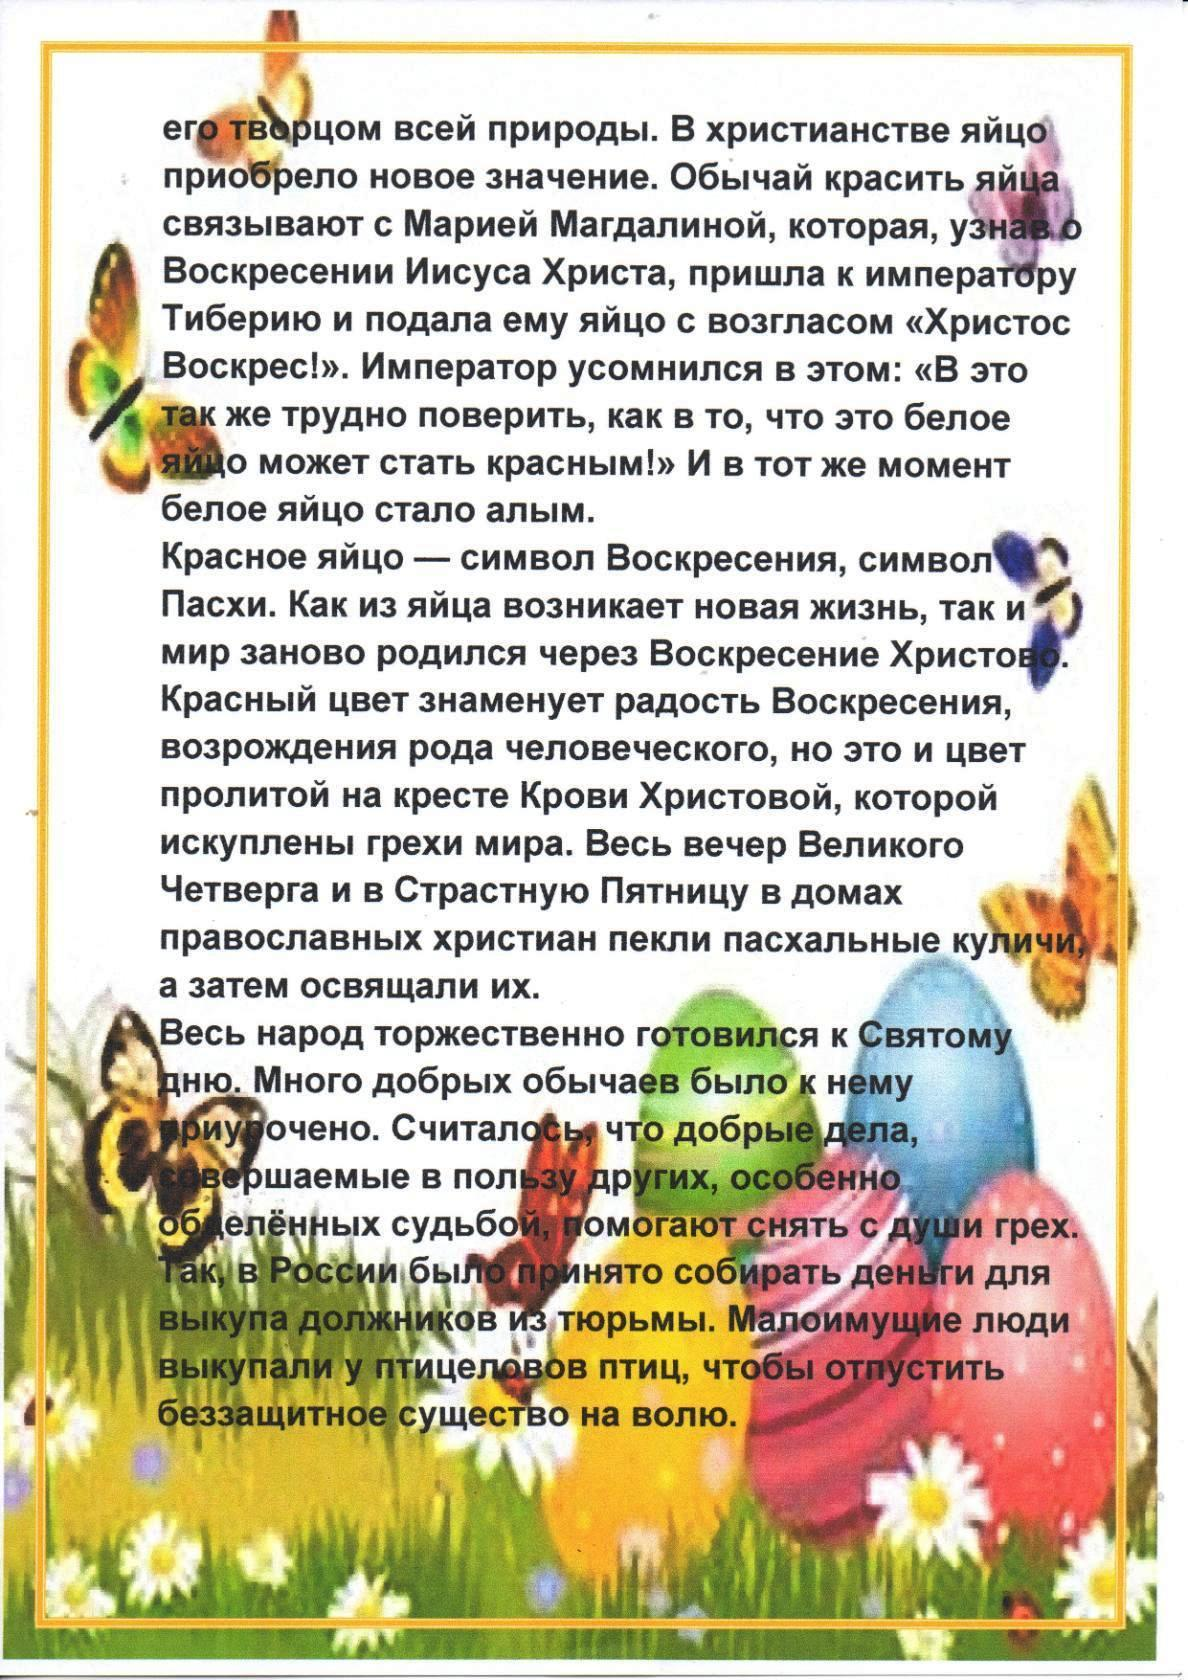 его творцом всей природы. В христианстве яйцо
приобрело новое значение. Обычай красить яйца
связывают с Марией Магдалиной, которая, узнав о
Воскресении Иисуса Христа, пришла к императору
Тиберию и подала ему яйцо с возгласом «Христос
Воскрес!». Император усомнился в этом: «В это
так же трудно поверить, как в то, что это белое
яйцо может стать красным!» И в тот же момент
белое яйцо стало алым.
Красное яйцо — символ Воскресения, символ
Пасхи. Как из яйца возникает новая жизнь, так и
мир заново родился через Воскресение Христово.
Красный цвет знаменует радость Воскресения,
возрождения рода человеческого, но это и цвет
пролитой на кресте Крови Христовой, которой
искуплены грехи мира. Весь вечер Великого
Четверга и в Страстную Пятницу в домах
православных христиан пекли пасхальные куличи,
а затем освящали их.
Весь народ торжественно готовился к Святому
дню. Много добрых обычаев было к нему
приурочено. Считалось, что добрые дела,
совершаемые в пользу других, особенно
обделённых судьбой, помогают снять с души грех.
Так, в России было принято собирать деньги для
выкупа должников из тюрьмы. Малоимущие люди
выкупали у птицеловов птиц, чтобы отпустить
беззащитное существо на волю.